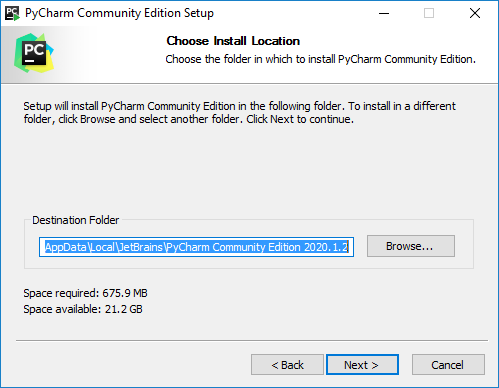 PyCharm Community Edition Setup
PC
Choose Install Location
Choose the folder in which to install PyCharm Community Edition.
Setup will install PyCharm Community Edition in the following folder. To install in a different
folder, click Browse and select another folder. Click Next to continue.
Destination Folder
AppData\Local\JetBrains\PyCharm Community Edition 2020.1.2
Browse...
Space required: 675.9 MB
Space available: 21.2 GB
< Back
Next >
Cancel